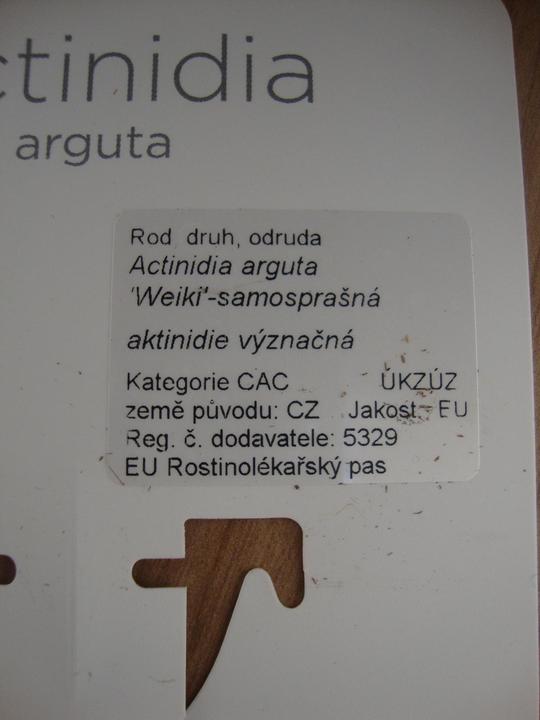 ctinidia
arguta
Rod, druh, odruda
Actinidia arguta
'Weiki'-samosprašná
aktinidie význačná
Kategorie CAC ÚKZÚZ
země původu: CZ Jakost.- EU
Reg. č. dodavatele: 5329
EU Rostinolékařský pas